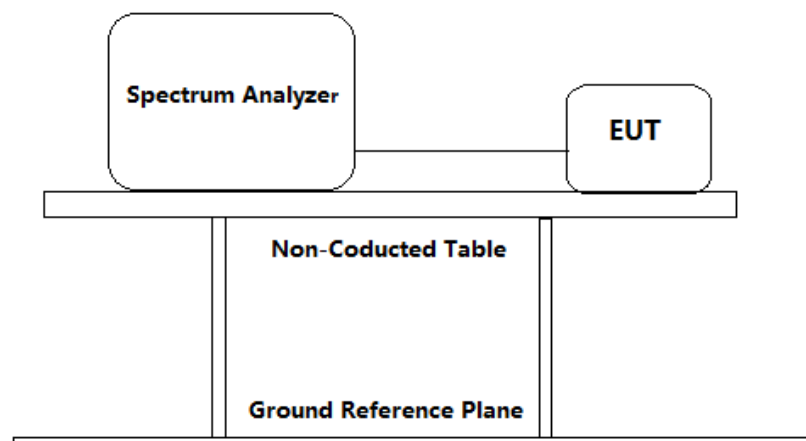 Spectrum Analyzer
EUT
Non-Coducted Table
Ground Reference Plane